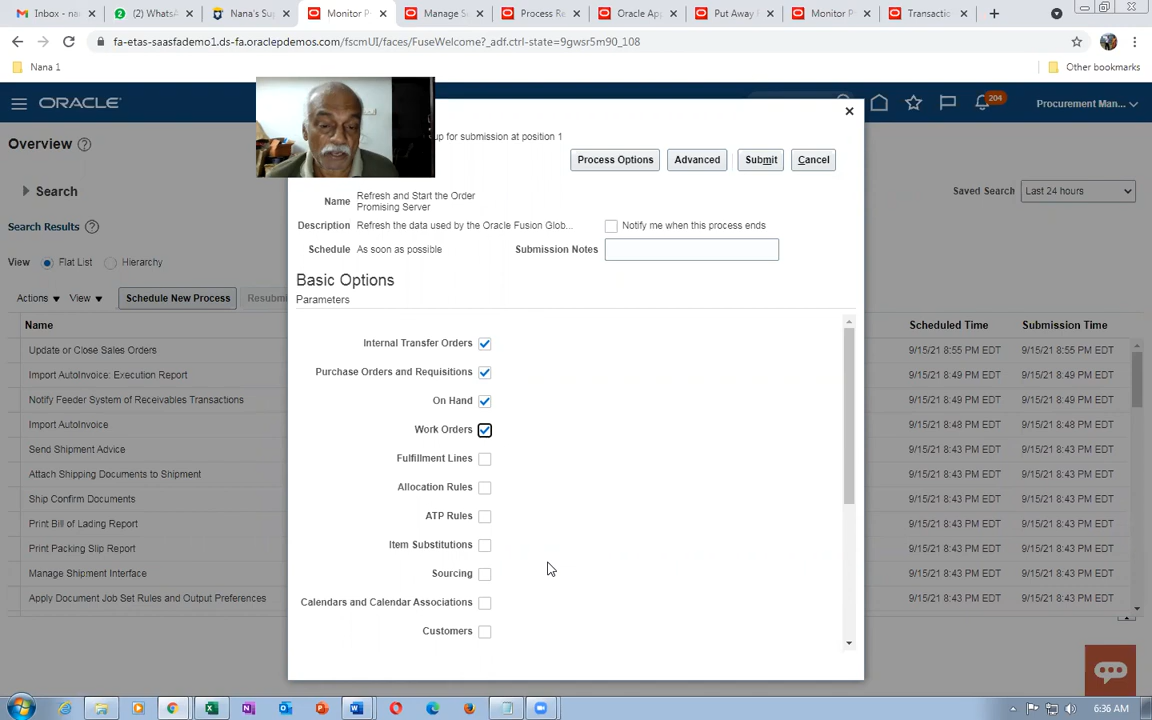 Inbox - nan
(2) WhatsA
Nana's Sup
Monitor P
Manage S
Process Re
Oracle App
Put Away
Monitor P
Transactio
fa-etas-saasfademo1.ds-fa.oraclepdemos.com/fscmUI/faces/FuseWelcome?_adf.ctrl-state=9gwsr5m90_108
Nana 1
Other bookmarks
ORACLE
204
Procurement Man...
Overview
up for submission at position 1
Process Options Advanced Submit Cancel
Search
Saved Search Last 24 hours
Name Refresh and Start the Order
Promising Server
Search Results
Description Refresh the data used by the Oracle Fusion Glob... Notify me when this process ends
Schedule As soon as possible Submission Notes
View Flat List Hierarchy
Basic Options
Actions View Schedule New Process Resubm
Parameters
Name Scheduled Time Submission Time
Update or Close Sales Orders 9/15/21 8:55 PM EDT 9/15/21 8:55 PM EDT
Import AutoInvoice: Execution Report 9/15/21 8:49 PM EDT 9/15/21 8:49 PM EDT
Notify Feeder System of Receivables Transactions 9/15/21 8:49 PM EDT 9/15/21 8:49 PM EDT
Import AutoInvoice 9/15/21 8:48 PM EDT 9/15/21 8:48 PM EDT
Send Shipment Advice 9/15/21 8:43 PM EDT 9/15/21 8:43 PM EDT
Attach Shipping Documents to Shipment 9/15/21 8:43 PM EDT 9/15/21 8:43 PM EDT
Ship Confirm Documents 9/15/21 8:43 PM EDT 9/15/21 8:43 PM EDT
Print Bill of Lading Report 9/15/21 8:43 PM EDT 9/15/21 8:43 PM EDT
Print Packing Slip Report 9/15/21 8:43 PM EDT 9/15/21 8:43 PM EDT
Manage Shipment Interface 9/15/21 8:43 PM EDT 9/15/21 8:43 PM EDT
Apply Document Job Set Rules and Output Preferences 9/15/21 8:43 PM EDT 9/15/21 8:43 PM EDT
Internal Transfer Orders
Purchase Orders and Requisitions
On Hand
Work Orders
Fulfillment Lines
Allocation Rules
ATP Rules
Item Substitutions
Sourcing
Calendars and Calendar Associations
Customers
6:36 AM